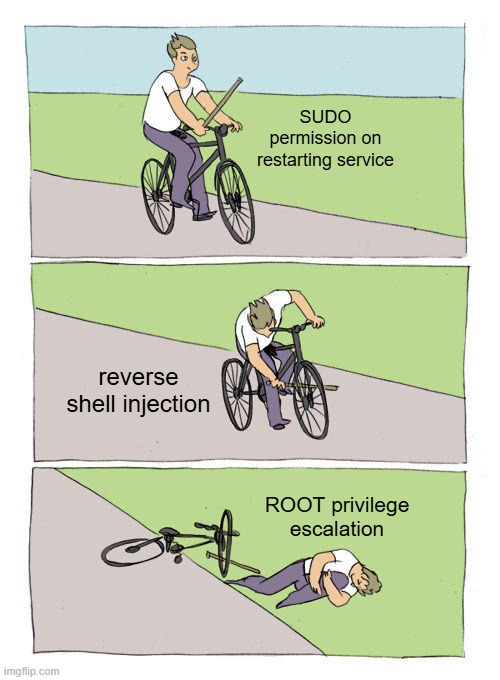 SUDO
permission on
restarting service
reverse
shell injection
ROOT privilege
escalation
imgflip.com